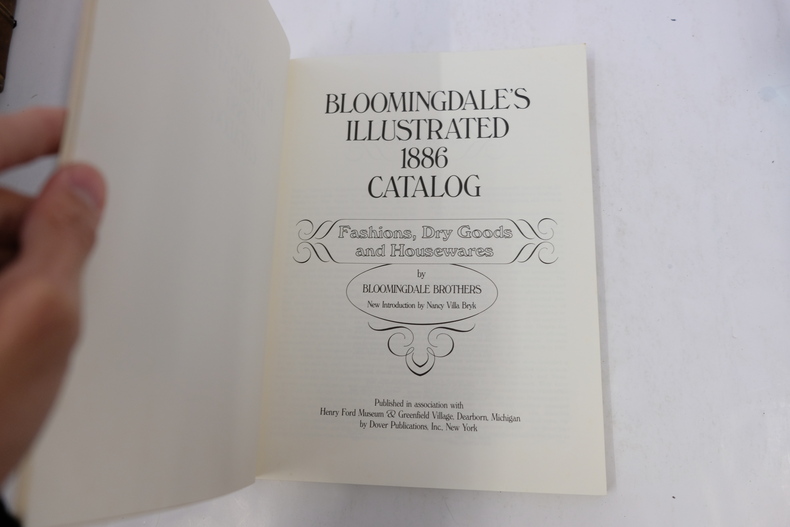 BLOOMINGDALE'S
ILLUSTRATED
1886
CATALOG
Fashions, Dry Goods
and Housewares
by
BLOOMINGDALE BROTHERS
New Introduction by Nancy Villa Bryk
Published in association with
Henry Ford Museum & Greenfield Village, Dearborn, Michigan
by Dover Publications, Inc., New York